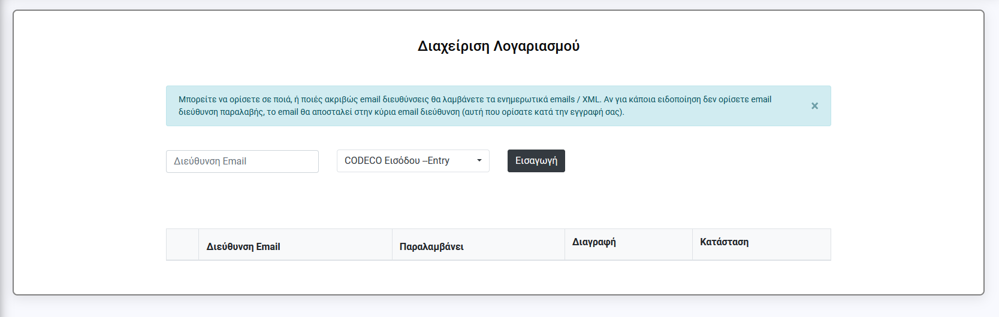 Διαχείριση Λογαριασμού
Μπορείτε να ορίσετε σε ποιά, ή ποιές ακριβώς email διευθύνσεις θα λαμβάνετε τα ενημερωτικά emails / XML. Αν για κάποια ειδοποίηση δεν ορίσετε email
διεύθυνση παραλαβής, το email θα αποσταλεί στην κύρια email διεύθυνση (αυτή που ορίσατε κατά την εγγραφή σας).
×
Διεύθυνση Email
CODECO Εισόδου --Entry
Εισαγωγή
Διεύθυνση Email
Παραλαμβάνει
Διαγραφή
Κατάσταση